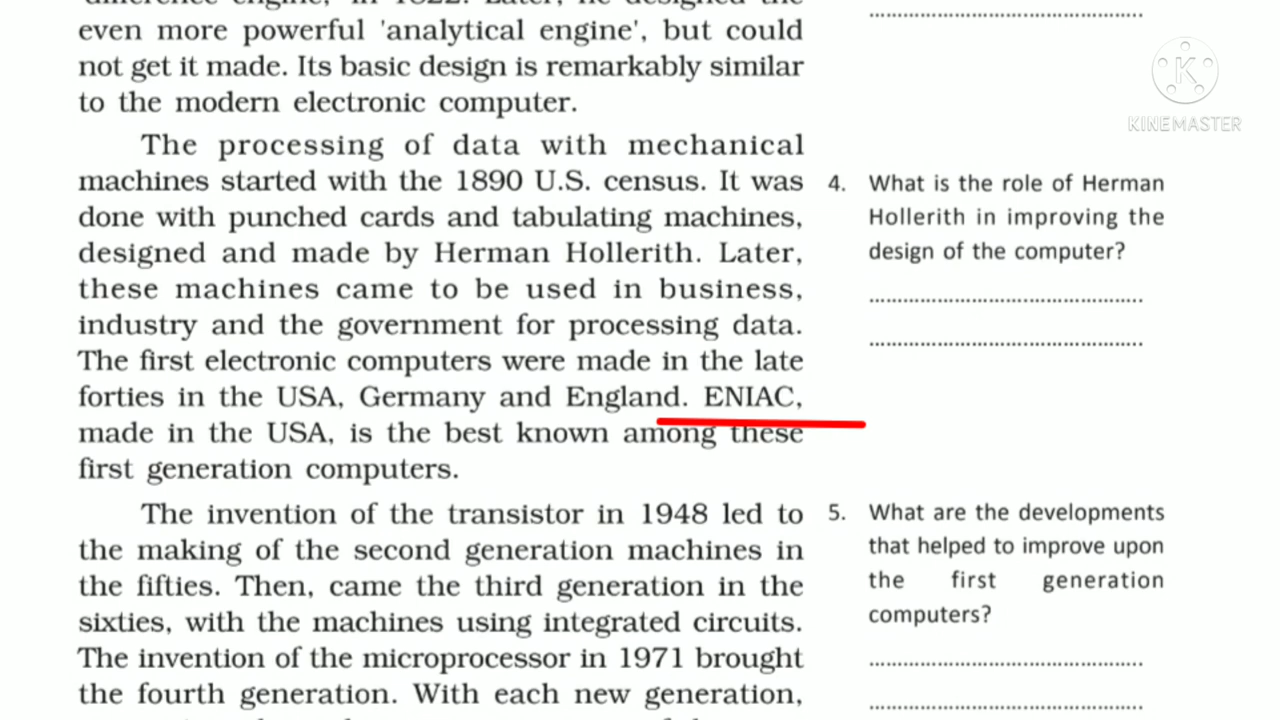 even more powerful 'analytical engine', but could
not get it made. Its basic design is remarkably similar
to the modern electronic computer.
The processing of data with mechanical
machines started with the 1890 U.S. census. It was
done with punched cards and tabulating machines,
designed and made by Herman Hollerith. Later,
these machines came to be used in business,
industry and the government for processing data.
The first electronic computers were made in the late
forties in the USA, Germany and England. ENIAC,
made in the USA, is the best known among these
first generation computers.
The invention of the transistor in 1948 led to
the making of the second generation machines in
the fifties. Then, came the third generation in the
sixties, with the machines using integrated circuits.
The invention of the microprocessor in 1971 brought
the fourth generation. With each new generation,
K
KINEMASTER
4. What is the role of Herman
Hollerith in improving the
design of the computer?
5. What are the developments
that helped to improve upon
the first generation
computers?